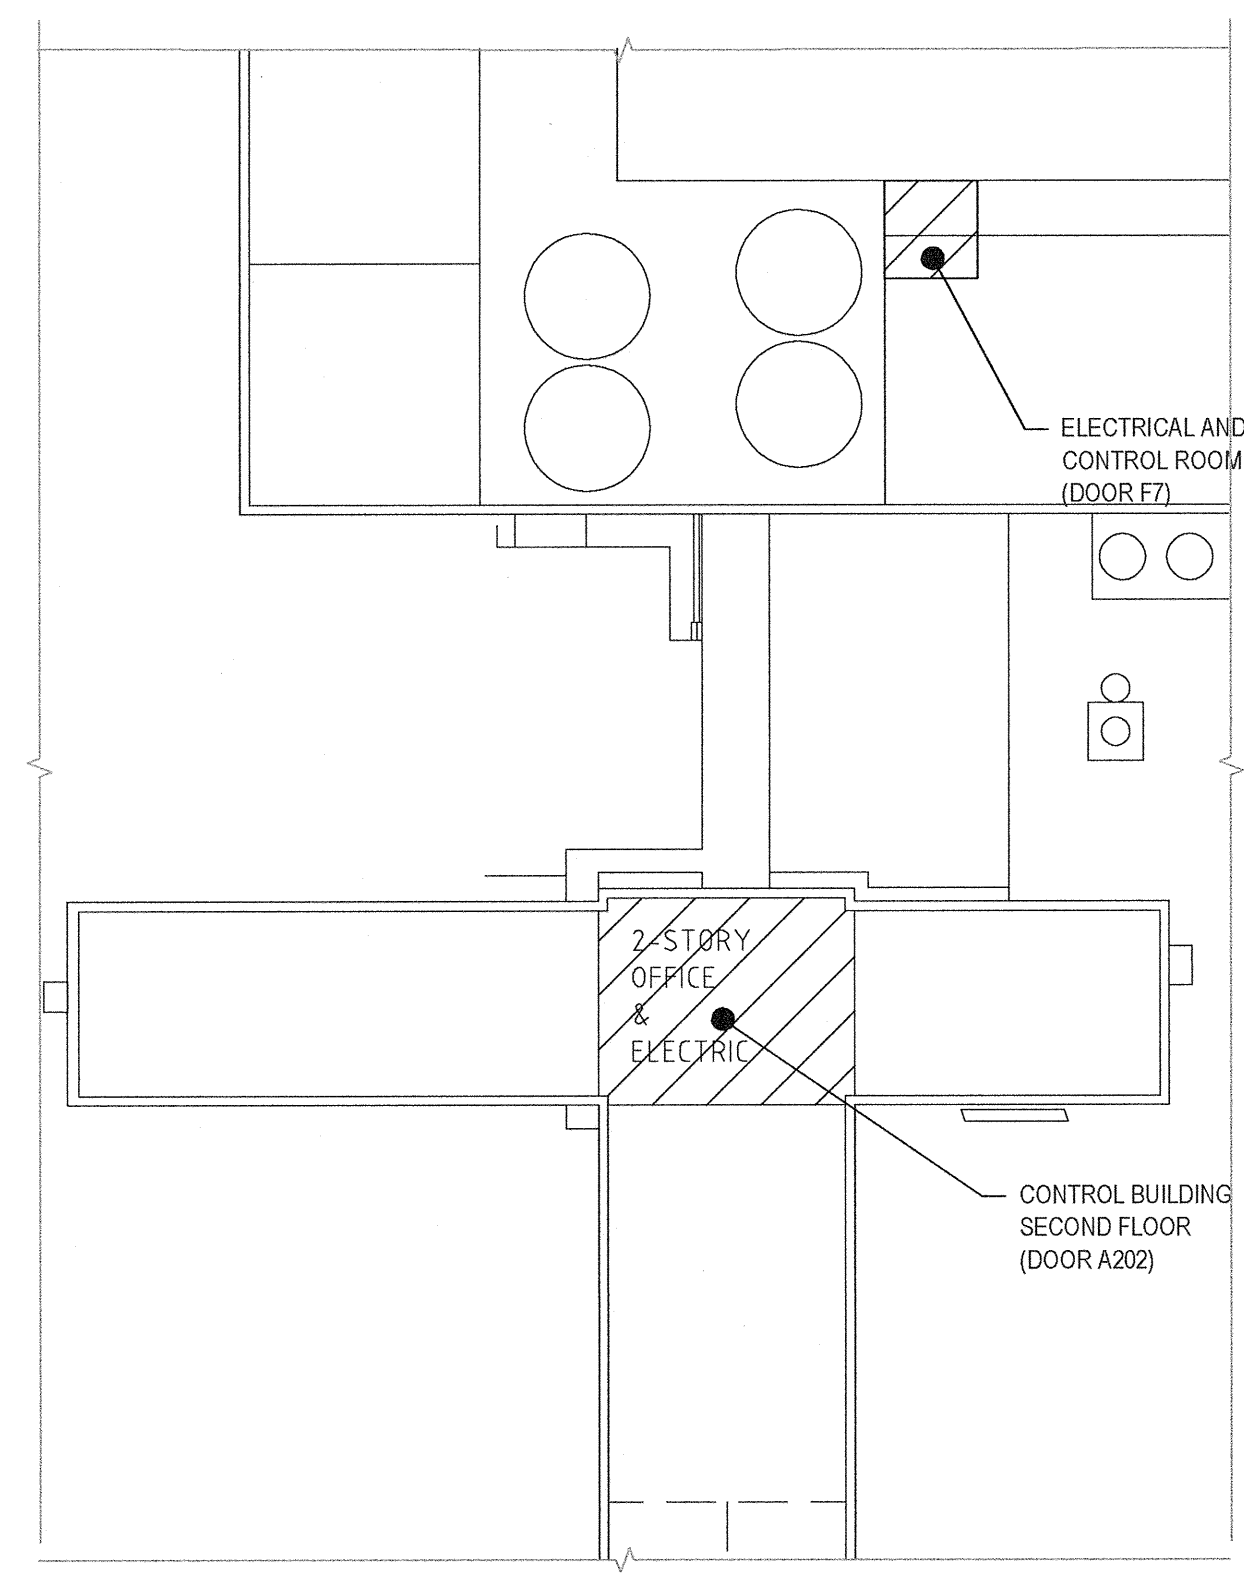 ELECTRICAL AND
CONTROL ROOM
(DOOR F7)
2-STORY
OFFICE
&
ELECTRIC
CONTROL BUILDING
SECOND FLOOR
(DOOR A202)